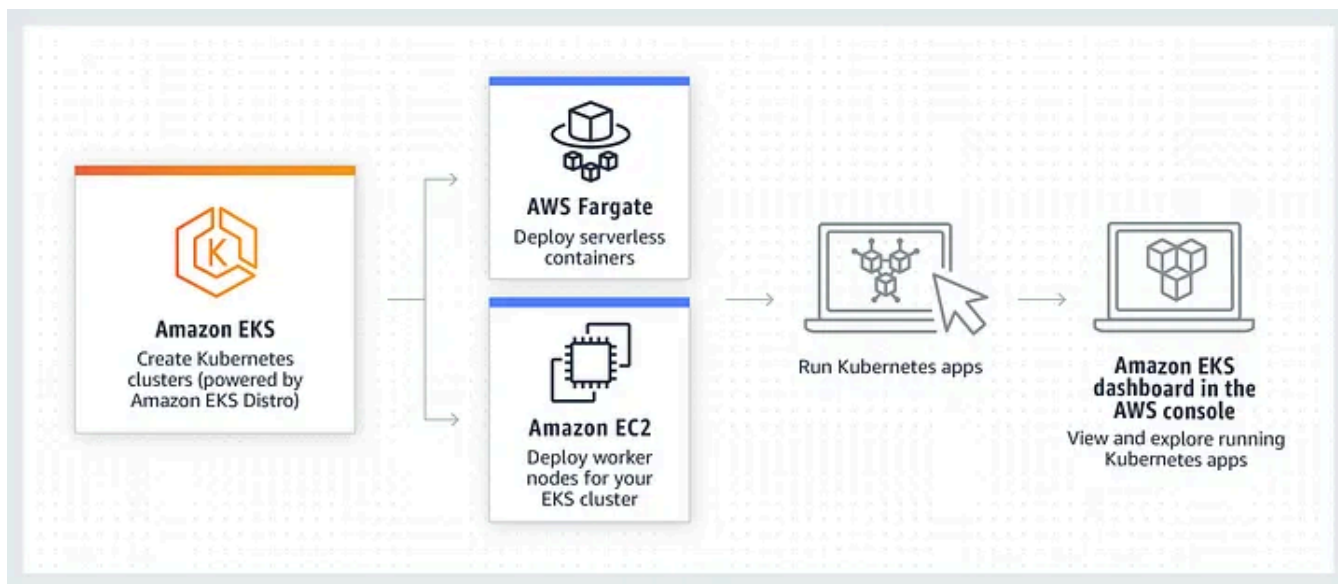 K
Amazon EKS
Create Kubernetes
clusters (powered by
Amazon EKS Distro)
AWS Fargate
Deploy serverless
containers
Amazon EC2
Deploy worker
nodes for your
EKS cluster
Run Kubernetes apps
Amazon EKS
dashboard in the
AWS console
View and explore running
Kubernetes apps